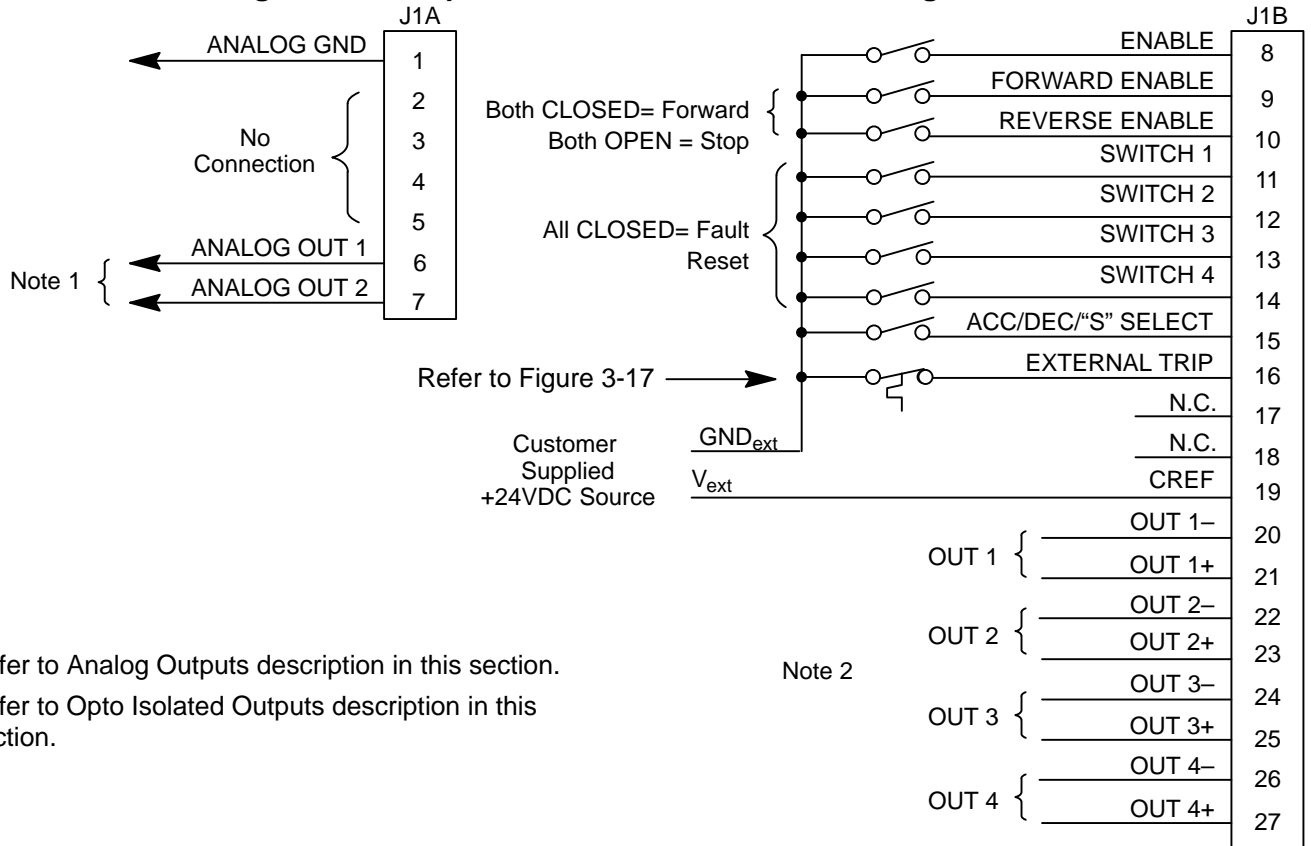 J1A
ANALOG GND
1
2
3
4
5
6
7
No
Connection
ANALOG OUT 1
ANALOG OUT 2
Note 1
J1B
ENABLE
8
FORWARD ENABLE
9
REVERSE ENABLE
10
SWITCH 1
11
SWITCH 2
12
SWITCH 3
13
SWITCH 4
14
ACC/DEC/“S” SELECT
15
EXTERNAL TRIP
16
N.C.
17
N.C.
18
CREF
19
OUT 1–
20
OUT 1+
21
OUT 2–
22
OUT 2+
23
OUT 3–
24
OUT 3+
25
OUT 4–
26
OUT 4+
27
Both CLOSED= Forward
Both OPEN = Stop
All CLOSED= Fault
Reset
Refer to Figure 3-17
Customer
Supplied
+24VDC Source
GNDext
Vext
OUT 1
OUT 2
OUT 3
OUT 4
Note 2
fer to Analog Outputs description in this section.
fer to Opto Isolated Outputs description in this
ction.